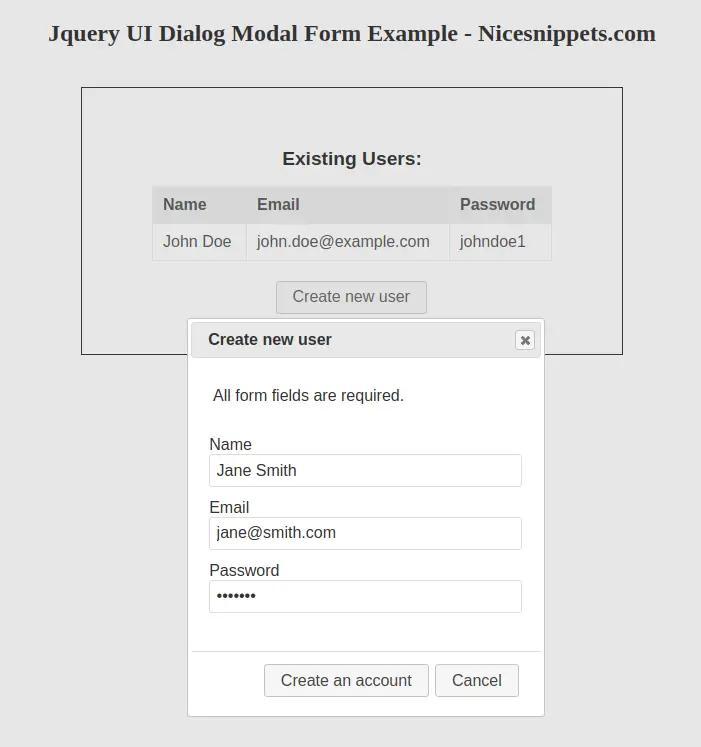 Jquery UI Dialog Modal Form Example - Nicesnippets.com
Existing Users:
Name Email Password
John Doe john.doe@example.com johndoe1
Create new user
Create new user
All form fields are required.
Name
Jane Smith
Email
jane@smith.com
Password
•••••••
Create an account Cancel